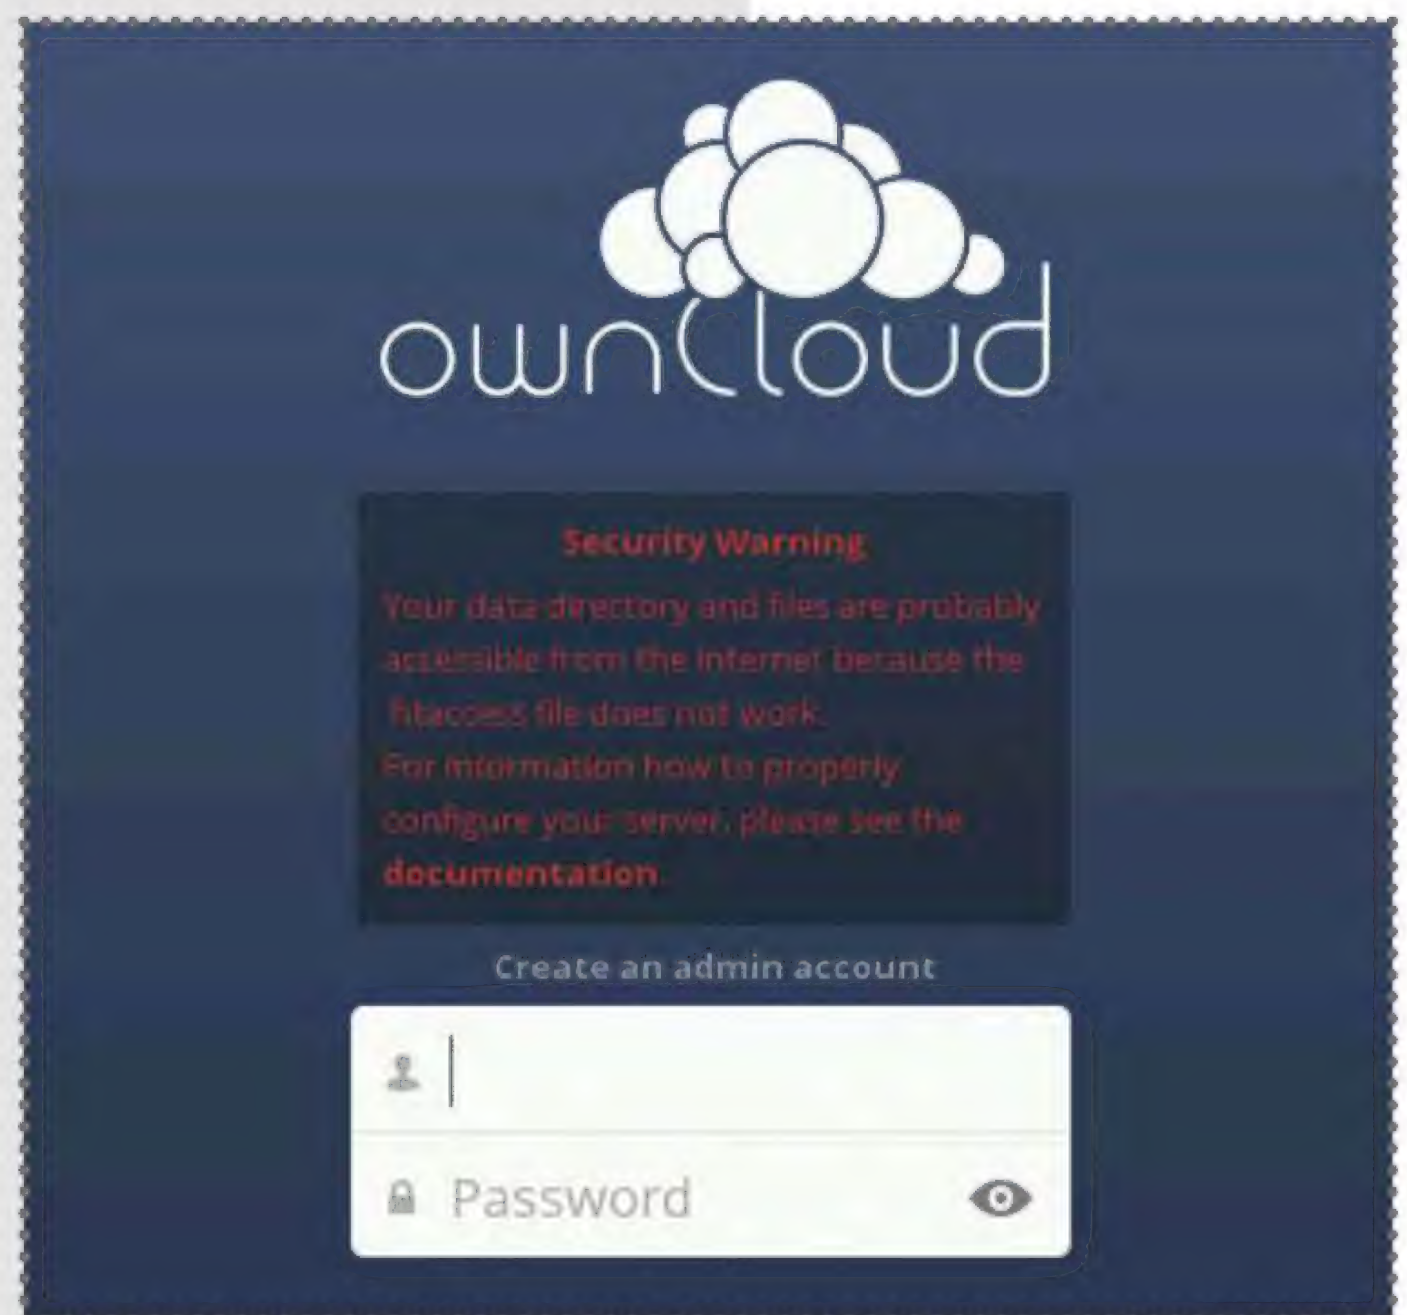 ownCloud
Security Warning
Your data directory and files are probably
accessible from the internet because the
.htaccess file does not work.
For information how to properly
configure your server, please see the
documentation.
Create an admin account
Password